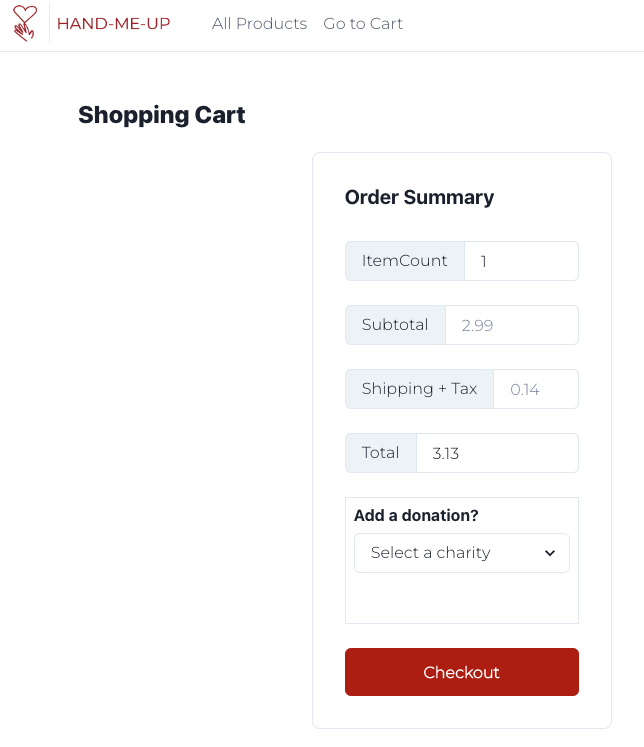 HAND-ME-UP All Products Go to Cart
Shopping Cart
Order Summary
ItemCount 1
Subtotal 2.99
Shipping + Tax 0.14
Total 3.13
Add a donation?
Select a charity
Checkout